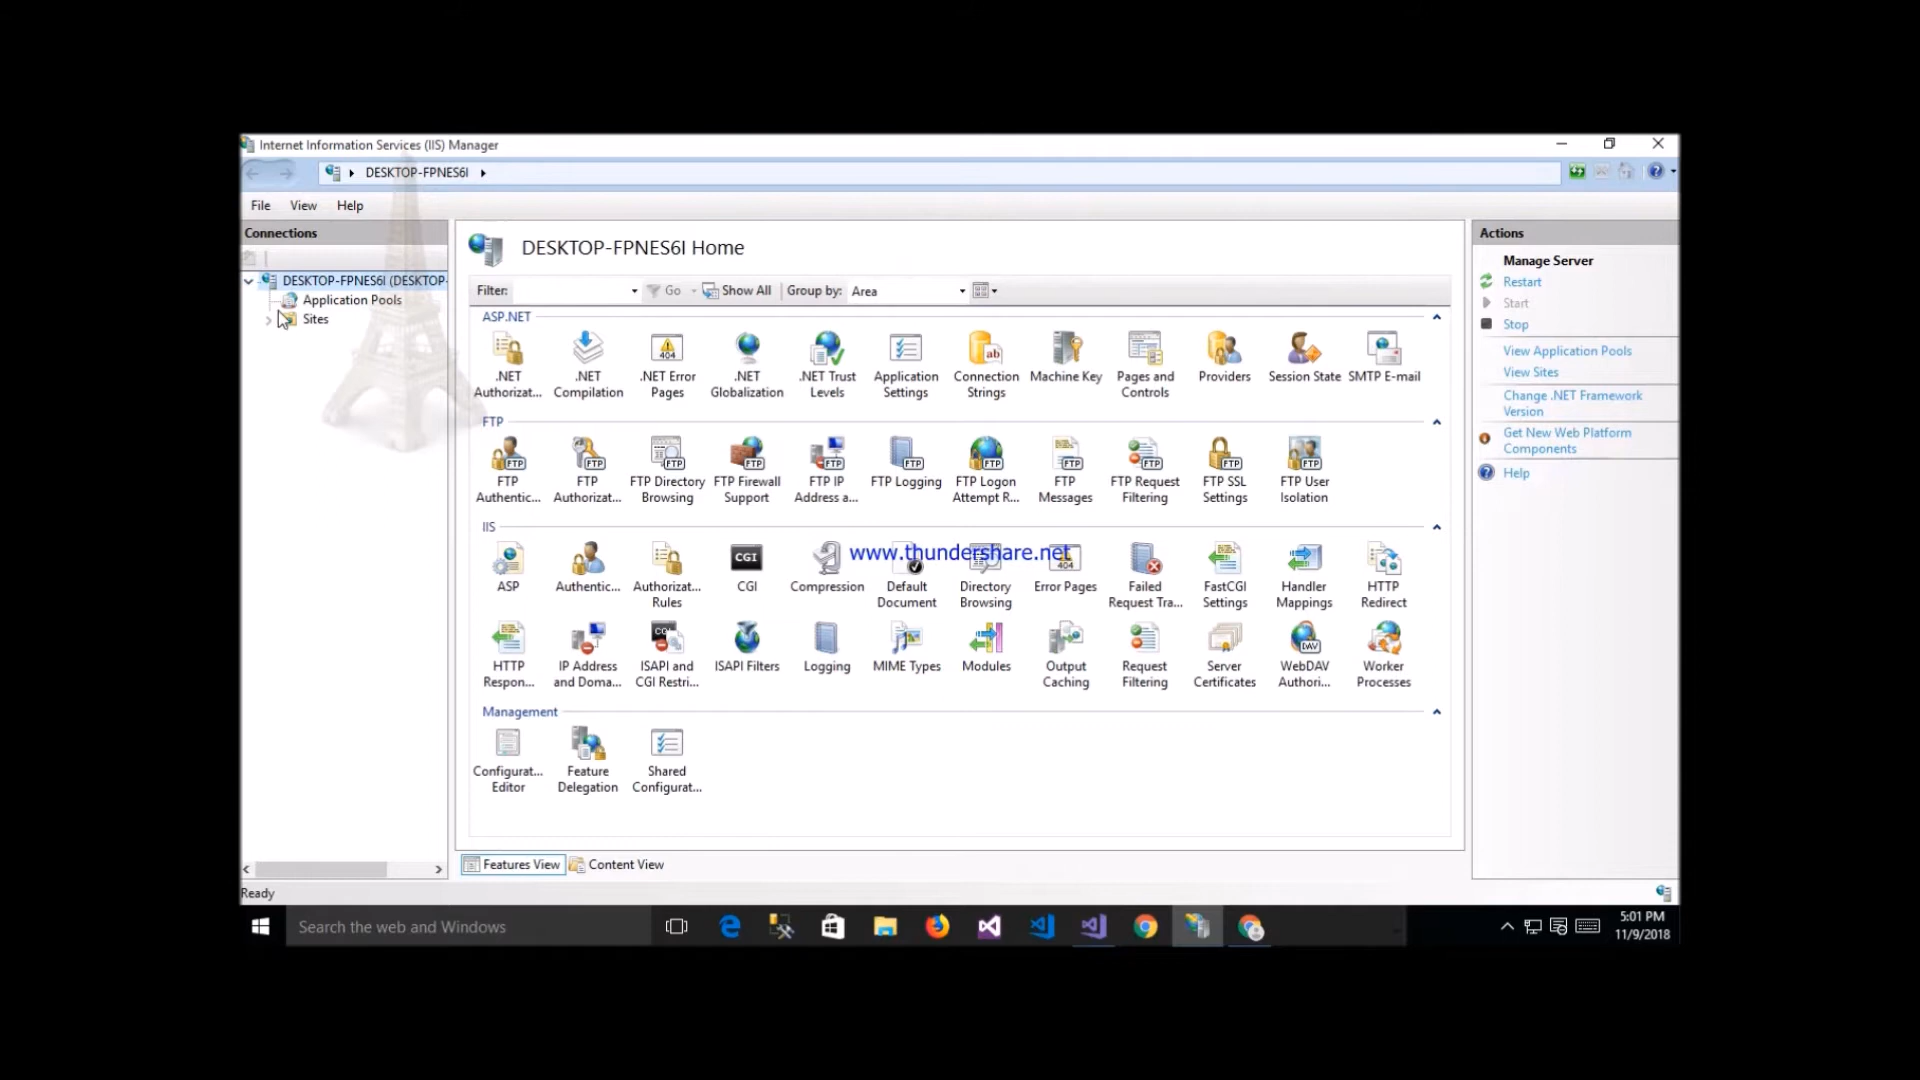 Internet Information Services (IIS) Manager
DESKTOP-FPNES6I
File View Help
Connections
DESKTOP-FPNES6I (DESKTOP-
Application Pools
Sites
DESKTOP-FPNES6I Home
Filter: Go Show All Group by: Area
ASP.NET
.NET Authorizat...
.NET Compilation
.NET Error Pages
.NET Globalization
.NET Trust Levels
Application Settings
Connection Strings
Machine Key
Pages and Controls
Providers
Session State
SMTP E-mail
FTP
FTP Authentic...
FTP Authorizat...
FTP Directory Browsing
FTP Firewall Support
FTP IP Address a...
FTP Logging
FTP Logon Attempt R...
FTP Messages
FTP Request Filtering
FTP SSL Settings
FTP User Isolation
IIS
www.thundershare.net
ASP
Authentic...
Authorizat... Rules
CGI
Compression
Default Document
Directory Browsing
Error Pages
Failed Request Tra...
FastCGI Settings
Handler Mappings
HTTP Redirect
HTTP Respon...
IP Address and Doma...
ISAPI and CGI Restri...
ISAPI Filters
Logging
MIME Types
Modules
Output Caching
Request Filtering
Server Certificates
WebDAV Authori...
Worker Processes
Management
Configurat... Editor
Feature Delegation
Shared Configurat...
Features View Content View
Ready
Actions
Manage Server
Restart
Start
Stop
View Application Pools
View Sites
Change .NET Framework
Version
Get New Web Platform
Components
Help
Search the web and Windows
5:01 PM
11/9/2018